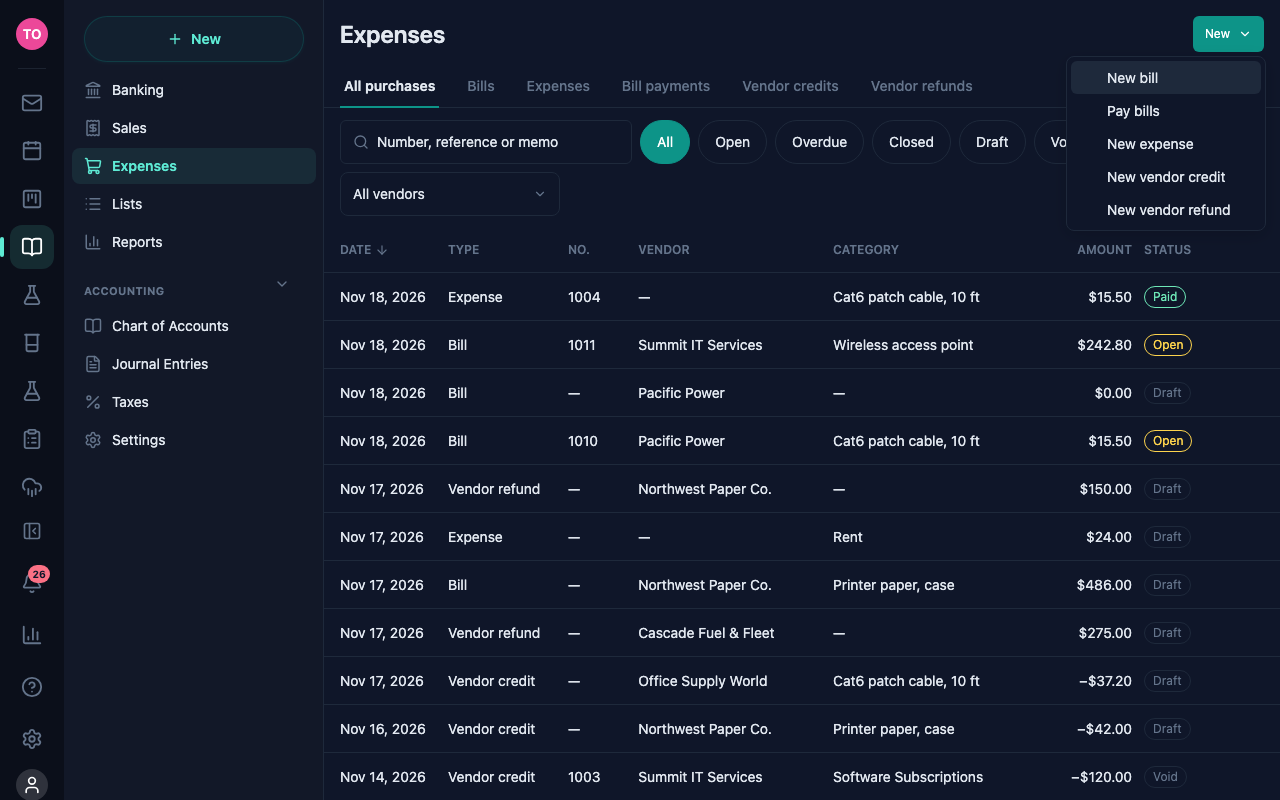 TO
New
Banking
Sales
Expenses
Lists
Reports
ACCOUNTING
Chart of Accounts
Journal Entries
Taxes
Settings
26
Expenses
New
New bill
Pay bills
New expense
New vendor credit
New vendor refund
All purchases Bills Expenses Bill payments Vendor credits Vendor refunds
Number, reference or memo All Open Overdue Closed Draft Vo
All vendors
DATE TYPE NO. VENDOR CATEGORY AMOUNT STATUS
Nov 18, 2026 Expense 1004 — Cat6 patch cable, 10 ft $15.50 Paid
Nov 18, 2026 Bill 1011 Summit IT Services Wireless access point $242.80 Open
Nov 18, 2026 Bill — Pacific Power — $0.00 Draft
Nov 18, 2026 Bill 1010 Pacific Power Cat6 patch cable, 10 ft $15.50 Open
Nov 17, 2026 Vendor refund — Northwest Paper Co. — $150.00 Draft
Nov 17, 2026 Expense — — Rent $24.00 Draft
Nov 17, 2026 Bill — Northwest Paper Co. Printer paper, case $486.00 Draft
Nov 17, 2026 Vendor refund — Cascade Fuel & Fleet — $275.00 Draft
Nov 17, 2026 Vendor credit — Office Supply World Cat6 patch cable, 10 ft −$37.20 Draft
Nov 16, 2026 Vendor credit — Northwest Paper Co. Printer paper, case −$42.00 Draft
Nov 14, 2026 Vendor credit 1003 Summit IT Services Software Subscriptions −$120.00 Void